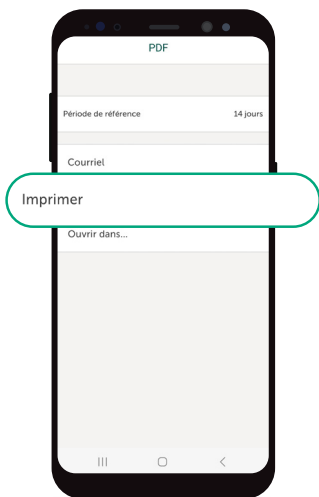 PDF
Période de référence 14 jours
Courriel
Imprimer
Ouvrir dans...